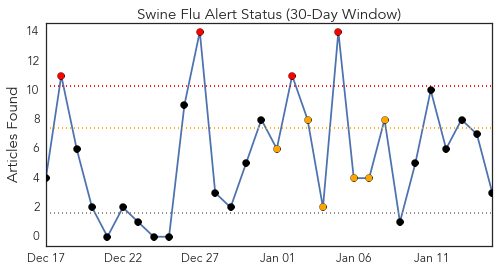 Swine Flu Alert Status (30-Day Window)
Articles Found
14
12
10
8
6
4
2
0
Dec 17 Dec 22 Dec 27 Jan 01 Jan 06 Jan 11